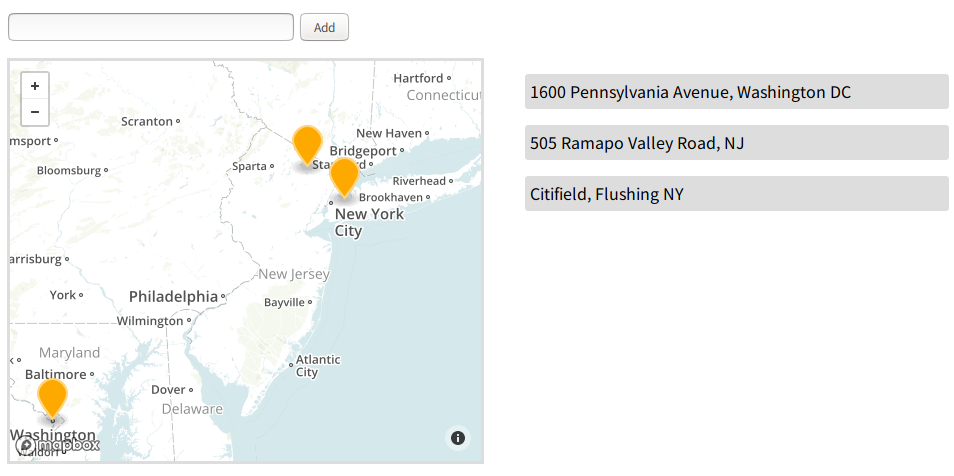 Add
+
−
Hartford
Connecticut
Scranton
msport
New Haven
Bridgeport
Sparta
Bloomsburg
Riverhead
Brookhaven
New York
City
arrisburg
New Jersey
York
Philadelphia
Bayville
Wilmington
Maryland
Atlantic
City
Baltimore
Dover
Delaware
Washington
mapbox
1600 Pennsylvania Avenue, Washington DC
505 Ramapo Valley Road, NJ
Citifield, Flushing NY